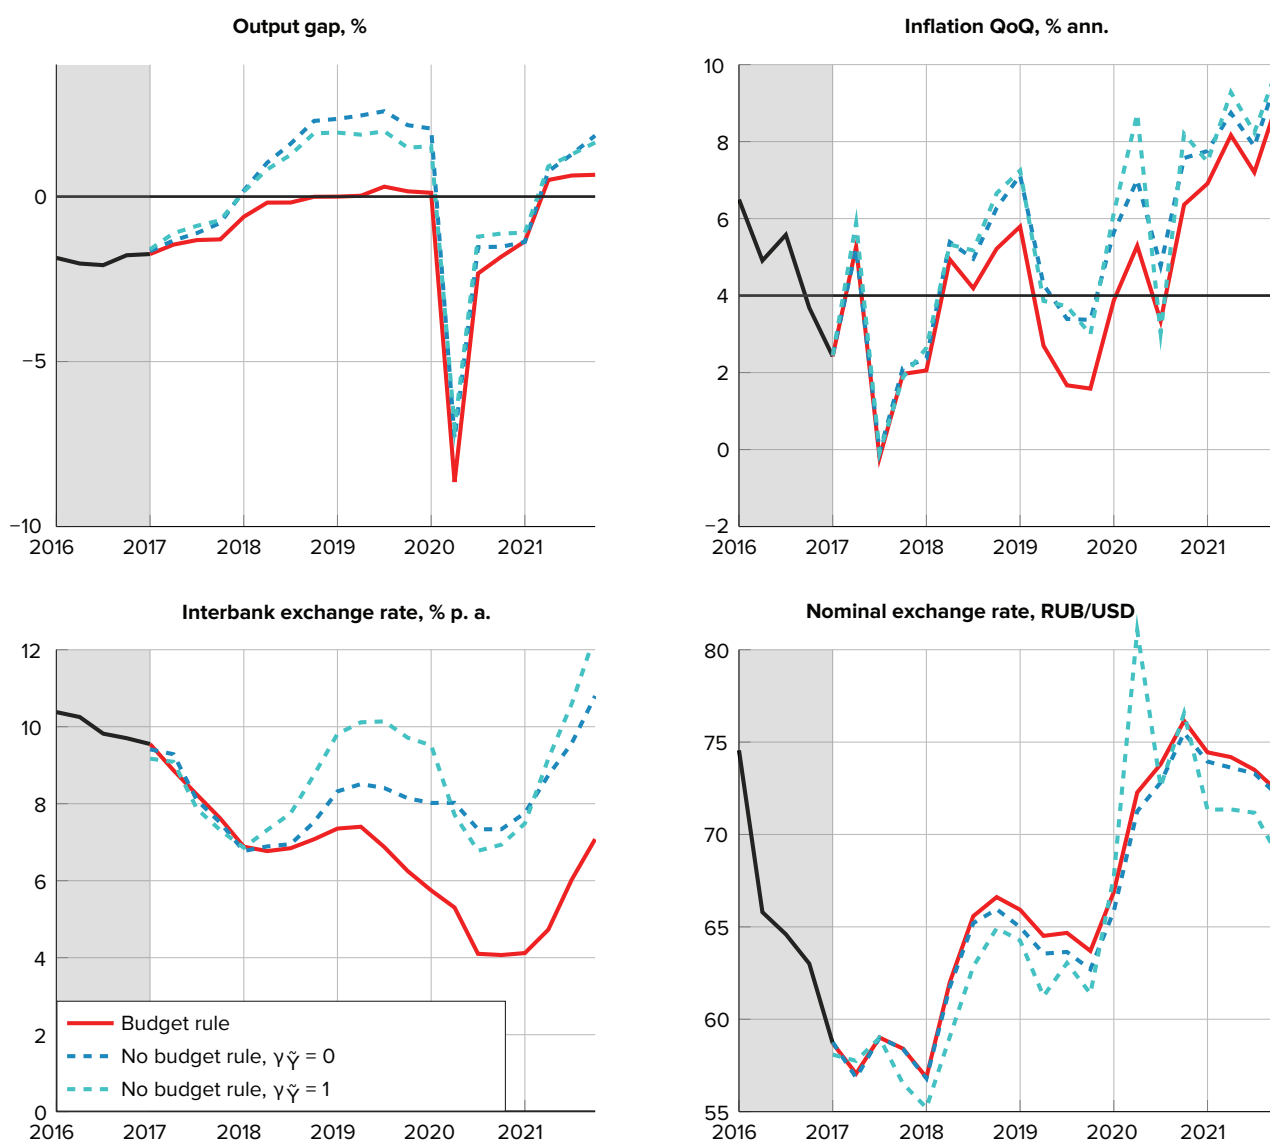 Output gap, %
0
−5
−10
2016 2017 2018 2019 2020 2021
Inflation QoQ, % ann.
10
8
6
4
2
0
−2
2016 2017 2018 2019 2020 2021
Interbank exchange rate, % p. a.
12
10
8
6
4
2
0
Budget rule
No budget rule, γỸ = 0
No budget rule, γỸ = 1
2016 2017 2018 2019 2020 2021
Nominal exchange rate, RUB/USD
80
75
70
65
60
55
2016 2017 2018 2019 2020 2021